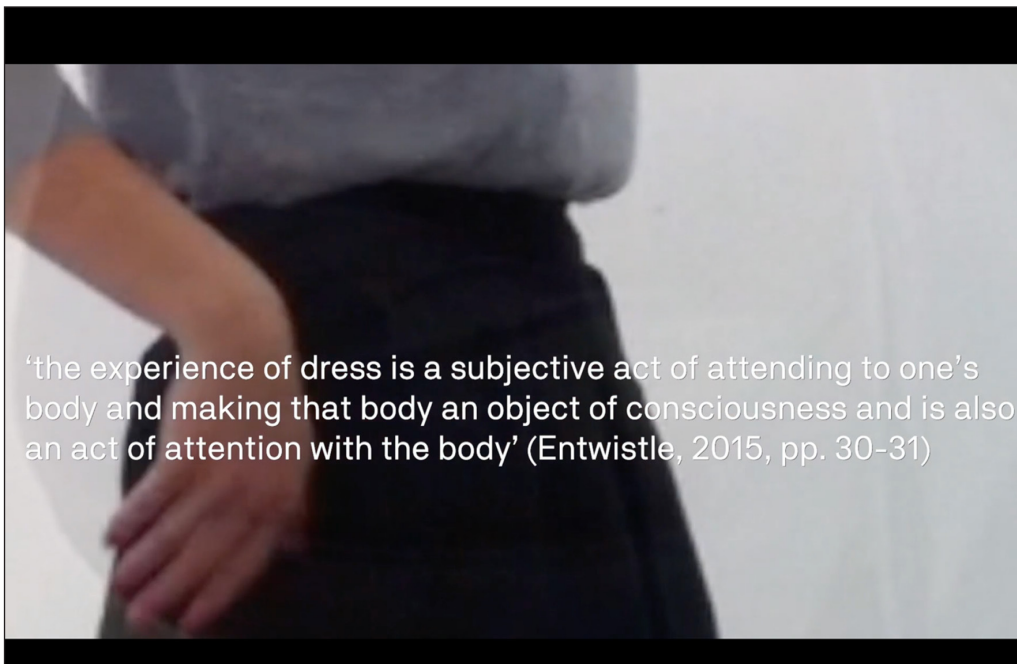 ‘the experience of dress is a subjective act of attending to one’s
body and making that body an object of consciousness and is also
an act of attention with the body’ (Entwistle, 2015, pp. 30-31)